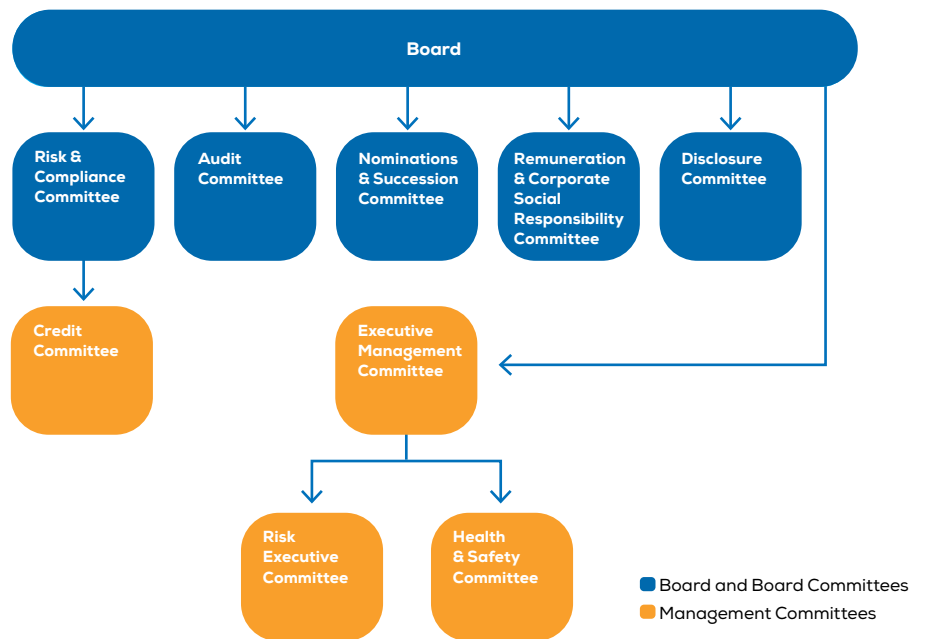 Board
Risk &
Compliance
Committee
Audit
Committee
Nominations
& Succession
Committee
Remuneration
& Corporate
Social
Responsibility
Committee
Disclosure
Committee
Credit
Committee
Executive
Management
Committee
Risk
Executive
Committee
Health
& Safety
Committee
Board and Board Committees
Management Committees